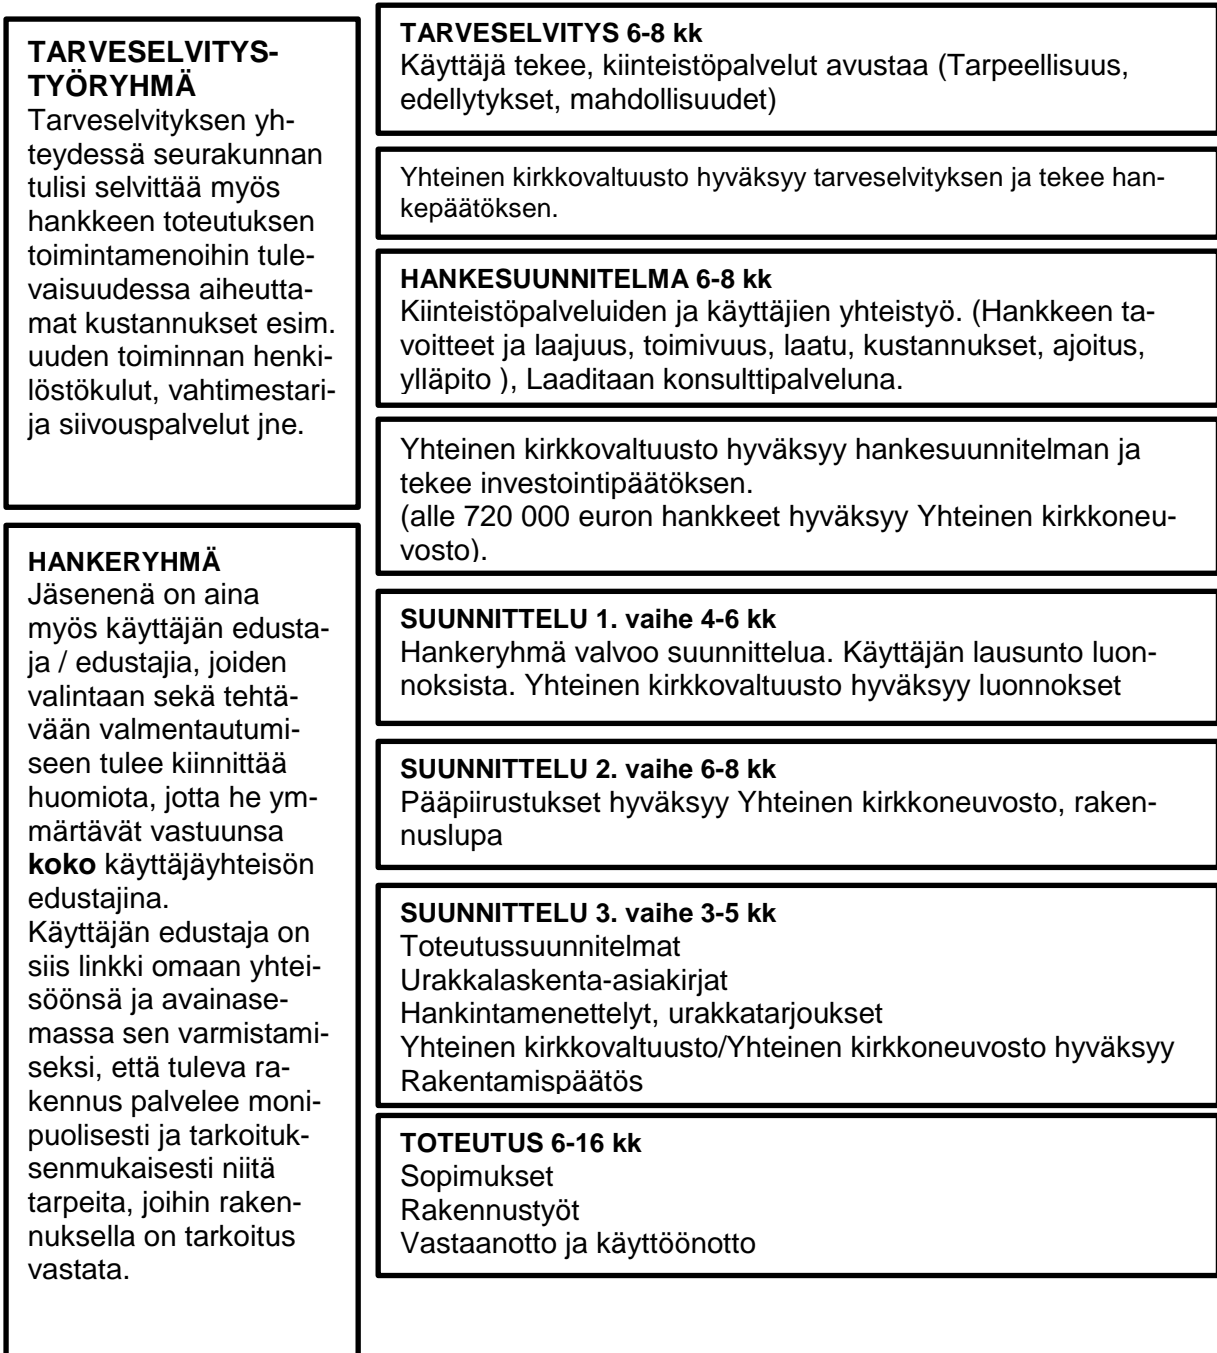 TARVESELVITYS-
TYÖRYHMÄ
Tarveselvityksen yh-
teydessä seurakunnan
tulisi selvittää myös
hankkeen toteutuksen
toimintamenoihin tule-
vaisuudessa aiheutta-
mat kustannukset esim.
uuden toiminnan henki-
löstökulut, vahtimestari-
ja siivouspalvelut jne.
HANKERYHMÄ
Jäsenenä on aina
myös käyttäjän edusta-
ja / edustajia, joiden
valintaan sekä tehtä-
vään valmentautumi-
seen tulee kiinnittää
huomiota, jotta he ym-
märtävät vastuunsa
koko käyttäjäyhteisön
edustajina.
Käyttäjän edustaja on
siis linkki omaan yhtei-
söönsä ja avainase-
massa sen varmistami-
seksi, että tuleva ra-
kennus palvelee moni-
puolisesti ja tarkoituk-
senmukaisesti niitä
tarpeita, joihin raken-
nuksella on tarkoitus
vastata.
TARVESELVITYS 6-8 kk
Käyttäjä tekee, kiinteistöpalvelut avustaa (Tarpeellisuus,
edellytykset, mahdollisuudet)
Yhteinen kirkkovaltuusto hyväksyy tarveselvityksen ja tekee han-
kepäätöksen.
HANKESUUNNITELMA 6-8 kk
Kiinteistöpalveluiden ja käyttäjien yhteistyö. (Hankkeen ta-
voitteet ja laajuus, toimivuus, laatu, kustannukset, ajoitus,
ylläpito ), Laaditaan konsulttipalveluna.
Yhteinen kirkkovaltuusto hyväksyy hankesuunnitelman ja
tekee investointipäätöksen.
(alle 720 000 euron hankkeet hyväksyy Yhteinen kirkkoneu-
vosto).
SUUNNITTELU 1. vaihe 4-6 kk
Hankeryhmä valvoo suunnittelua. Käyttäjän lausunto luon-
noksista. Yhteinen kirkkovaltuusto hyväksyy luonnokset
SUUNNITTELU 2. vaihe 6-8 kk
Pääpiirustukset hyväksyy Yhteinen kirkkoneuvosto, raken-
nuslupa
SUUNNITTELU 3. vaihe 3-5 kk
Toteutussuunnitelmat
Urakkalaskenta-asiakirjat
Hankintamenettelyt, urakkatarjoukset
Yhteinen kirkkovaltuusto/Yhteinen kirkkoneuvosto hyväksyy
Rakentamispäätös
TOTEUTUS 6-16 kk
Sopimukset
Rakennustyöt
Vastaanotto ja käyttöönotto